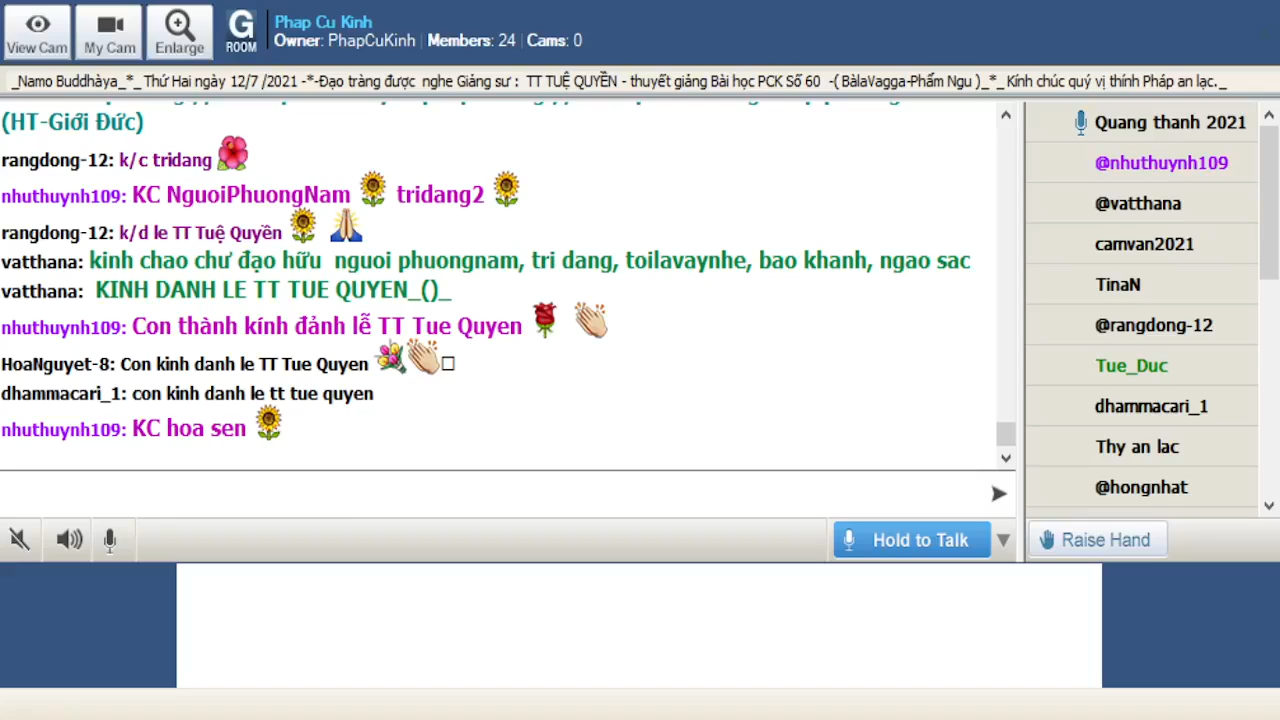 Phap Cu Kinh
View Cam
My Cam
Enlarge
G
ROOM
Owner: PhapCuKinh | Members: 24 | Cams: 0
_Namo Buddhàya_*_ Thứ Hai ngày 12/7 /2021 -*-Đạo tràng được nghe Giảng sư : TT TUỆ QUYỀN - thuyết giảng Bài học PCK Số 60 -( BàlaVagga-Phẩm Ngu )_*_ Kính chúc quý vị thính Pháp an lạc._
(HT-Giới Đức)
rangdong-12: k/c tridang
nhuthuynh109: KC NguoiPhuongNam tridang2
rangdong-12: k/d le TT Tuệ Quyền
vatthana: kinh chao chư đạo hữu nguoi phuongnam, tri dang, toilavaynhe, bao khanh, ngao sac
vatthana: KINH DANH LE TT TUE QUYEN_()_
nhuthuynh109: Con thành kính đảnh lễ TT Tue Quyen
HoaNguyet-8: Con kinh danh le TT Tue Quyen
dhammacari_1: con kinh danh le tt tue quyen
nhuthuynh109: KC hoa sen
Quang thanh 2021
@nhuthuynh109
@vatthana
camvan2021
TinaN
@rangdong-12
Tue_Duc
dhammacari_1
Thy an lac
@hongnhat
Hold to Talk
Raise Hand